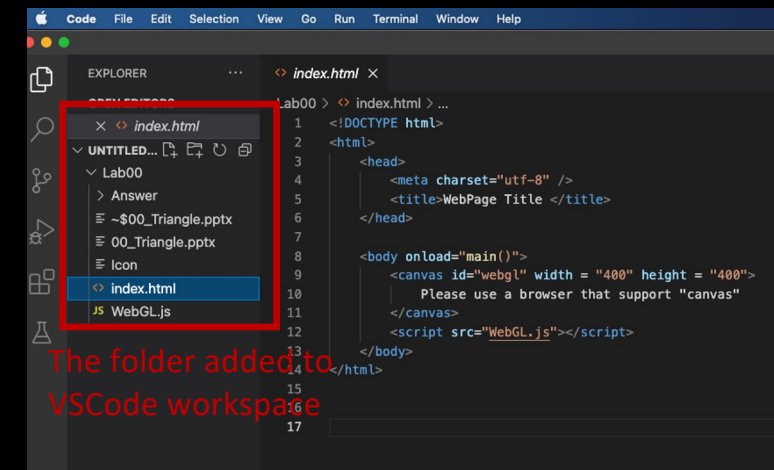 Code File Edit Selection View Go Run Terminal Window Help
EXPLORER ...
OPEN EDITORS
× <> index.html
UNTITLED...
Lab00
> Answer
~$00_Triangle.pptx
00_Triangle.pptx
Icon
<> index.html
JS WebGL.js
The folder added to
VSCode workspace
<> index.html ×
Lab00 > <> index.html > ...
1 <!DOCTYPE html>
2 <html>
3 <head>
4 <meta charset="utf-8" />
5 <title>WebPage Title </title>
6 </head>
7
8 <body onload="main()">
9 <canvas id="webgl" width = "400" height = "400">
10 Please use a browser that support "canvas"
11 </canvas>
12 <script src="WebGL.js"></script>
13 </body>
14 </html>
15
16
17